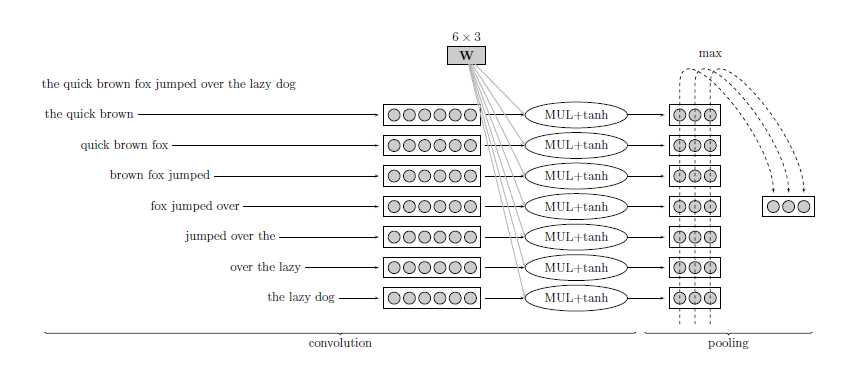 6 × 3
W
max
the quick brown fox jumped over the lazy dog
the quick brown
MUL+tanh
quick brown fox
MUL+tanh
brown fox jumped
MUL+tanh
fox jumped over
MUL+tanh
jumped over the
MUL+tanh
over the lazy
MUL+tanh
the lazy dog
MUL+tanh
convolution
pooling